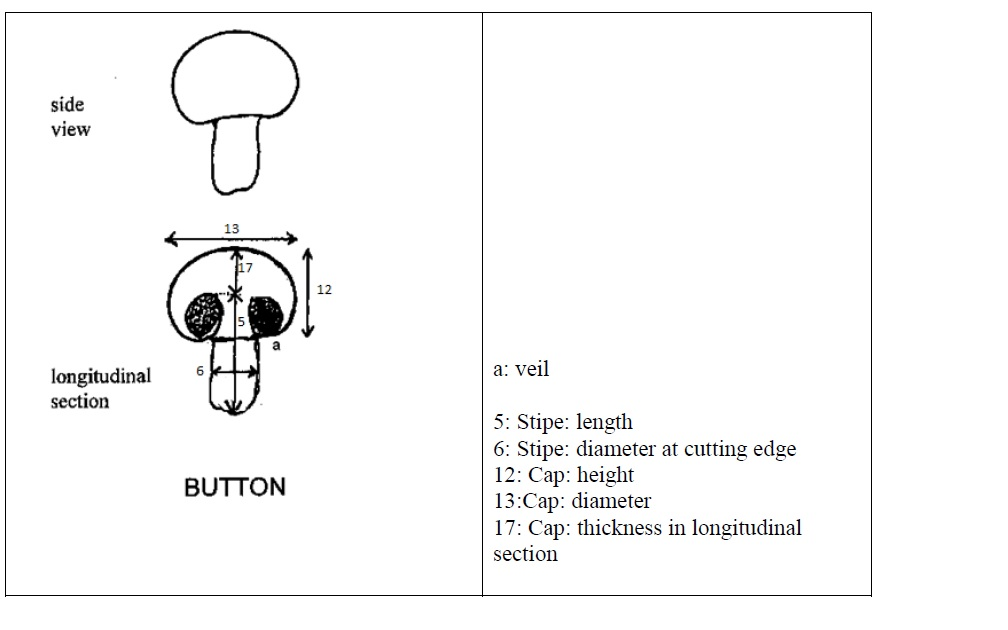 side
view
13
17
12
5
a
6
longitudinal
section
BUTTON
a: veil
5: Stipe: length
6: Stipe: diameter at cutting edge
12: Cap: height
13:Cap: diameter
17: Cap: thickness in longitudinal
section